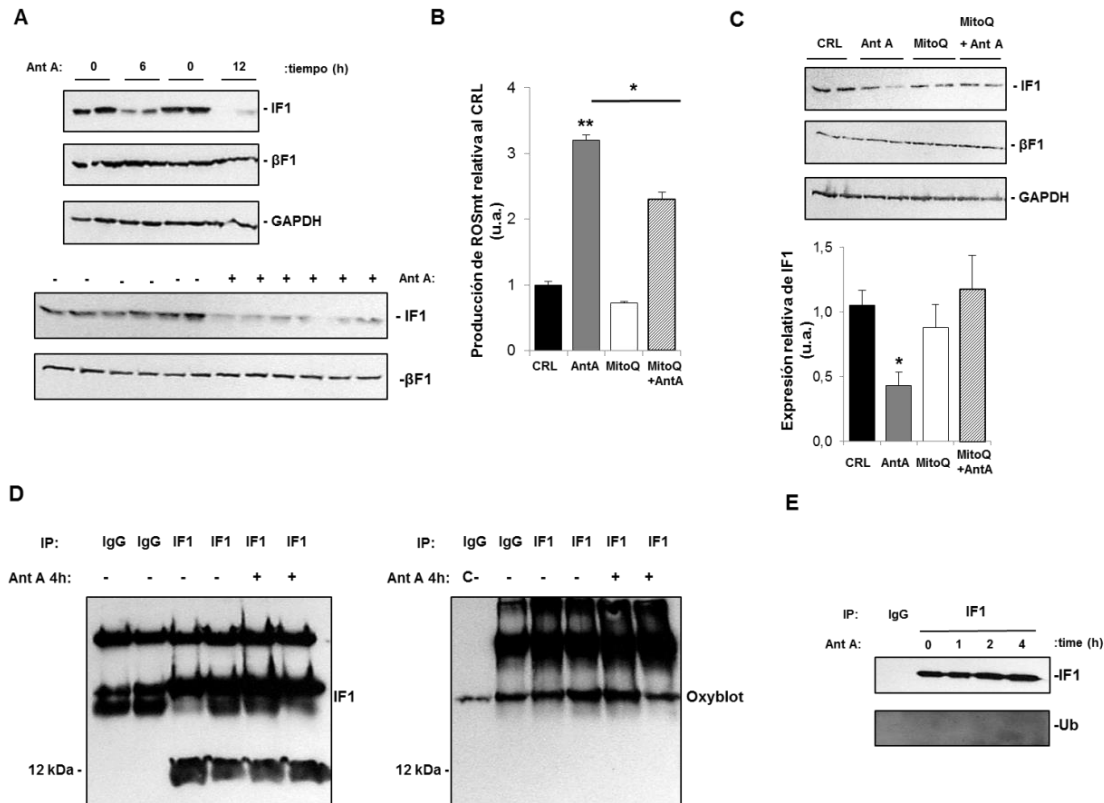 A
Ant A: 0 6 0 12 :tiempo (h)
- IF1
- βF1
- GAPDH
- - - - - - + + + + + + Ant A:
- IF1
-βF1
B
Producción de ROSmt relativa al CRL
(u.a.)
4
3
2
1
0
**
*
CRL AntA MitoQ MitoQ
+AntA
C
CRL Ant A MitoQ MitoQ
+ Ant A
- IF1
- βF1
- GAPDH
Expresión relativa de IF1
(u.a.)
1,5
1,0
0,5
0,0
*
CRL AntA MitoQ MitoQ
+AntA
D
IP: IgG IgG IF1 IF1 IF1 IF1
Ant A 4h: - - - - + +
IF1
12 kDa -
IP: IgG IgG IF1 IF1 IF1 IF1
Ant A 4h: C- - - - + +
Oxyblot
12 kDa -
E
IP: IgG IF1
Ant A: 0 1 2 4 :time (h)
-IF1
-Ub